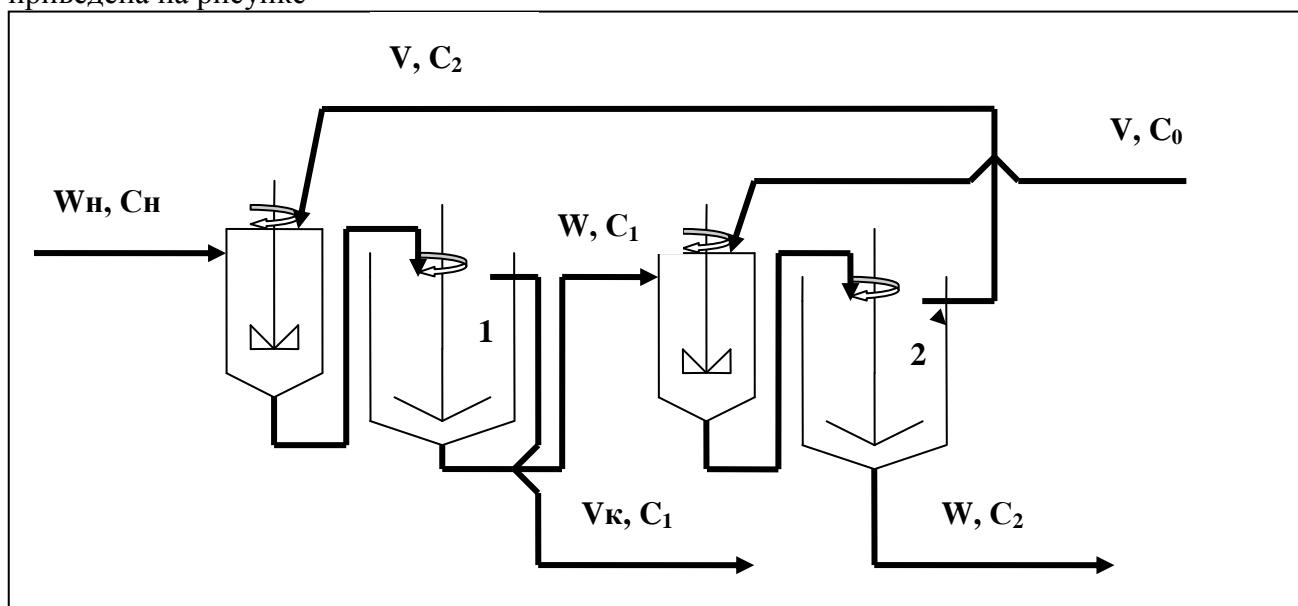 приведена на рисунке
V, C₂
V, C₀
Wн, Cн
W, C₁
1
2
Vк, C₁
W, C₂